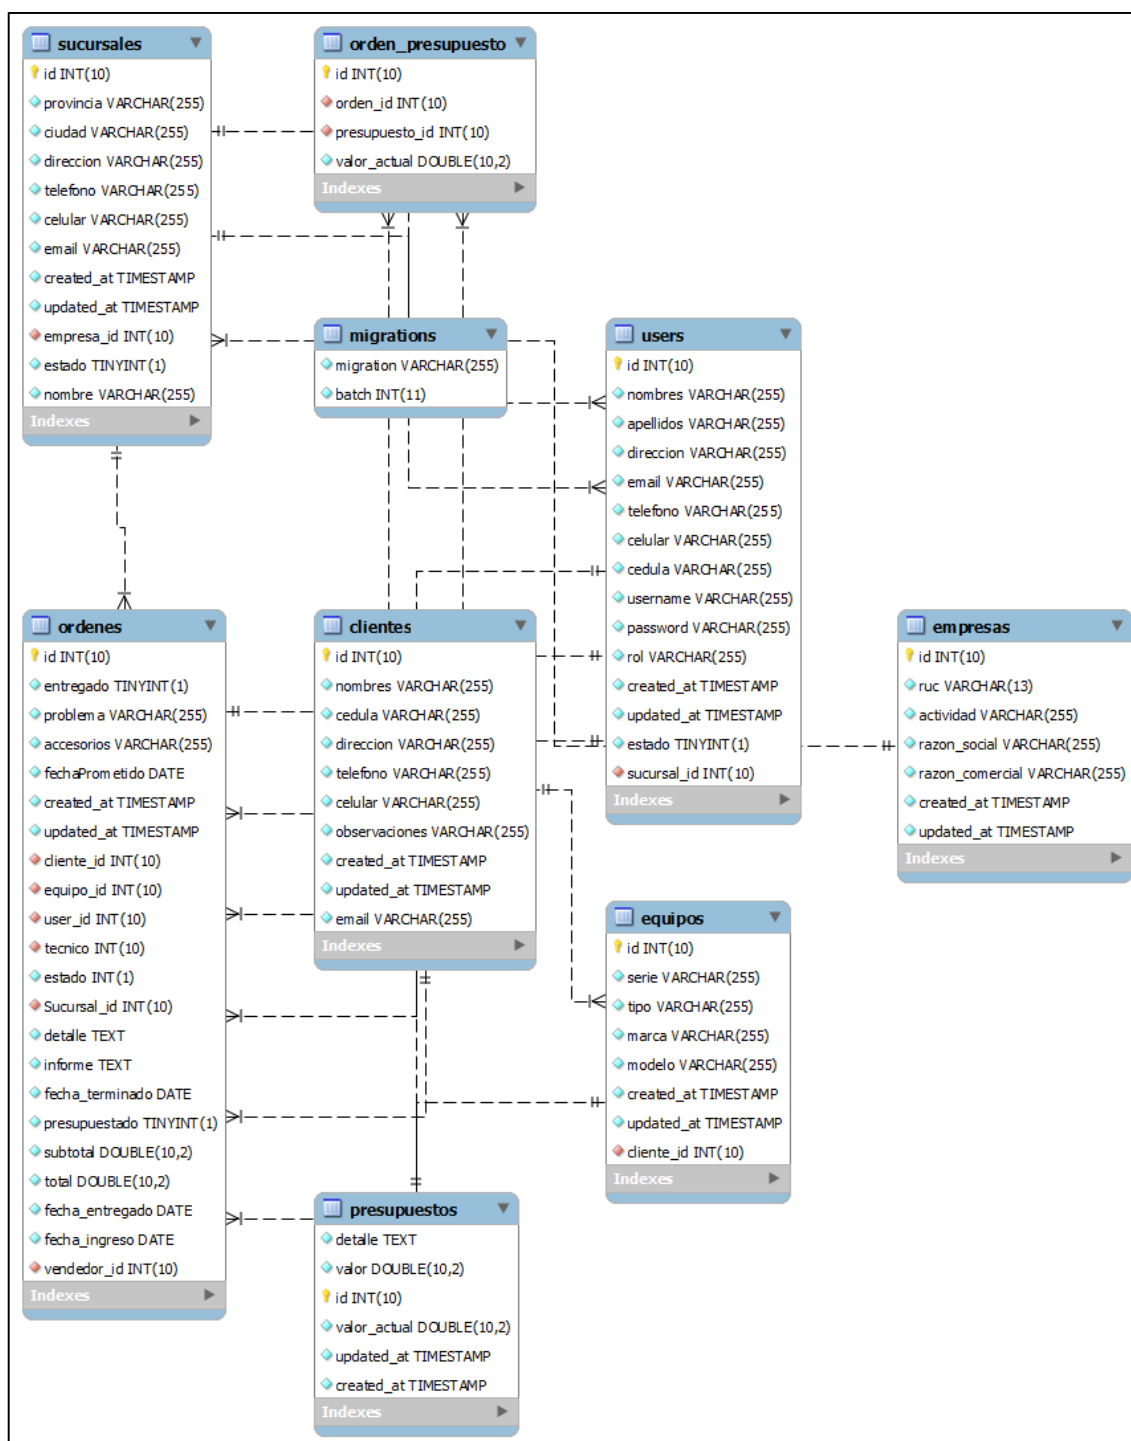 sucursales
id INT(10)
provincia VARCHAR(255)
ciudad VARCHAR(255)
direccion VARCHAR(255)
telefono VARCHAR(255)
celular VARCHAR(255)
email VARCHAR(255)
created_at TIMESTAMP
updated_at TIMESTAMP
empresa_id INT(10)
estado TINYINT(1)
nombre VARCHAR(255)
Indexes
orden_presupuesto
id INT(10)
orden_id INT(10)
presupuesto_id INT(10)
valor_actual DOUBLE(10,2)
Indexes
migrations
migration VARCHAR(255)
batch INT(11)
users
id INT(10)
nombres VARCHAR(255)
apellidos VARCHAR(255)
direccion VARCHAR(255)
email VARCHAR(255)
telefono VARCHAR(255)
celular VARCHAR(255)
cedula VARCHAR(255)
username VARCHAR(255)
password VARCHAR(255)
rol VARCHAR(255)
created_at TIMESTAMP
updated_at TIMESTAMP
estado TINYINT(1)
sucursal_id INT(10)
Indexes
ordenes
id INT(10)
entregado TINYINT(1)
problema VARCHAR(255)
accesorios VARCHAR(255)
fechaPrometido DATE
created_at TIMESTAMP
updated_at TIMESTAMP
cliente_id INT(10)
equipo_id INT(10)
user_id INT(10)
tecnico INT(10)
estado INT(1)
Sucursal_id INT(10)
detalle TEXT
informe TEXT
fecha_terminado DATE
presupuestado TINYINT(1)
subtotal DOUBLE(10,2)
total DOUBLE(10,2)
fecha_entregado DATE
fecha_ingreso DATE
vendedor_id INT(10)
Indexes
clientes
id INT(10)
nombres VARCHAR(255)
cedula VARCHAR(255)
direccion VARCHAR(255)
telefono VARCHAR(255)
celular VARCHAR(255)
observaciones VARCHAR(255)
created_at TIMESTAMP
updated_at TIMESTAMP
email VARCHAR(255)
Indexes
empresas
id INT(10)
ruc VARCHAR(13)
actividad VARCHAR(255)
razon_social VARCHAR(255)
razon_comercial VARCHAR(255)
created_at TIMESTAMP
updated_at TIMESTAMP
Indexes
equipos
id INT(10)
serie VARCHAR(255)
tipo VARCHAR(255)
marca VARCHAR(255)
modelo VARCHAR(255)
created_at TIMESTAMP
updated_at TIMESTAMP
cliente_id INT(10)
Indexes
presupuestos
detalle TEXT
valor DOUBLE(10,2)
id INT(10)
valor_actual DOUBLE(10,2)
updated_at TIMESTAMP
created_at TIMESTAMP
Indexes